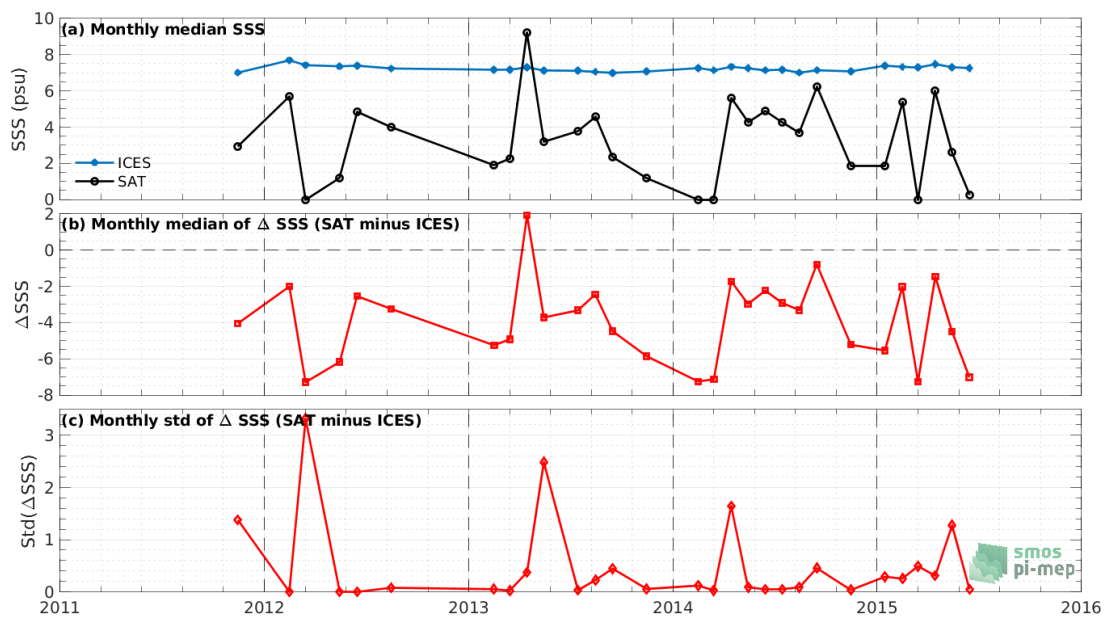 (a) Monthly median SSS
10
8
6
4
2
0
SSS (psu)
ICES
SAT
(b) Monthly median of Δ SSS (SAT minus ICES)
2
0
-2
-4
-6
-8
ΔSSS
(c) Monthly std of Δ SSS (SAT minus ICES)
3
2
1
0
Std(ΔSSS)
smos
pi-mep
2011 2012 2013 2014 2015 2016